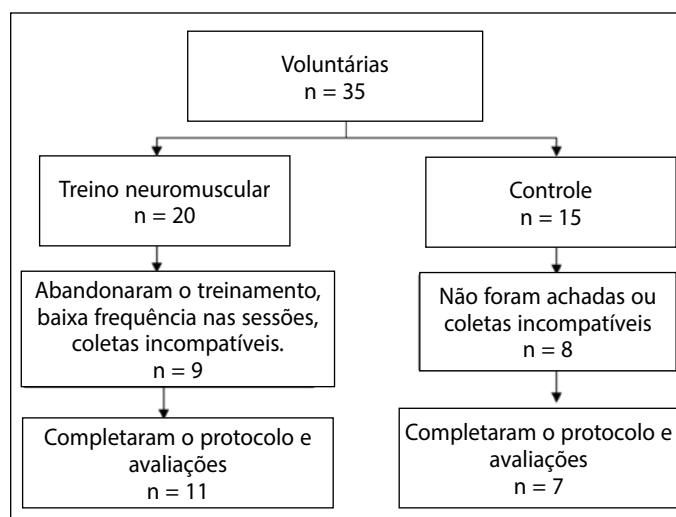 Voluntárias
n = 35
Treino neuromuscular
n = 20
Controle
n = 15
Abandonaram o treinamento,
baixa frequência nas sessões,
coletas incompatíveis.
n = 9
Não foram achadas ou
coletas incompatíveis
n = 8
Completaram o protocolo e
avaliações
n = 11
Completaram o protocolo e
avaliações
n = 7